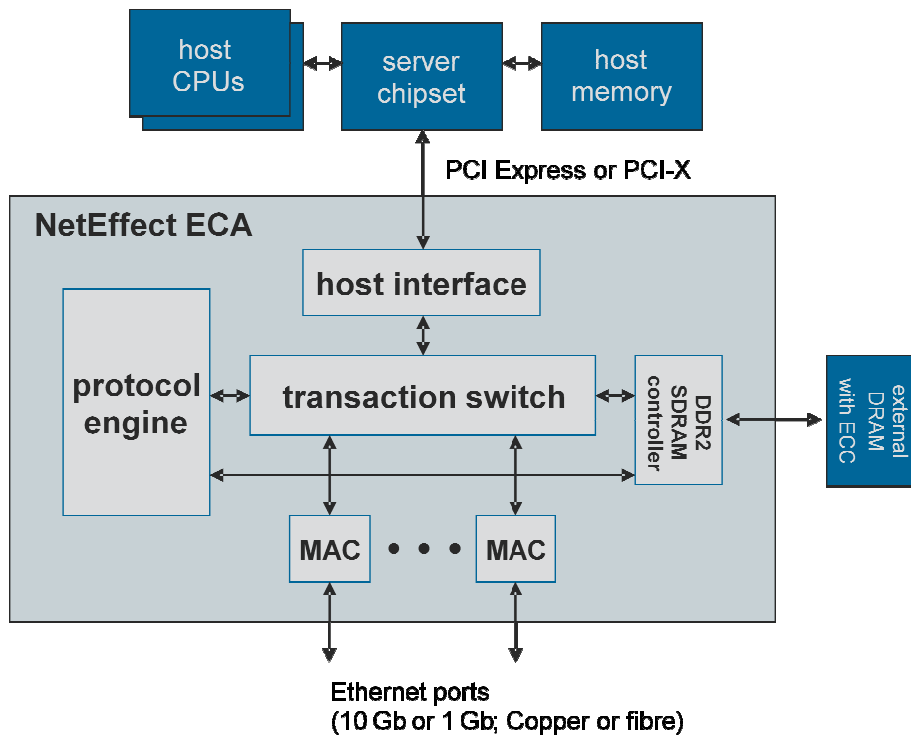 host
CPUs
server
chipset
host
memory
PCI Express or PCI-X
NetEffect ECA
host interface
protocol
engine
transaction switch
DDR2
SDRAM
controller
external
DRAM
with ECC
MAC
• • •
MAC
Ethernet ports
(10 Gb or 1 Gb; Copper or fibre)